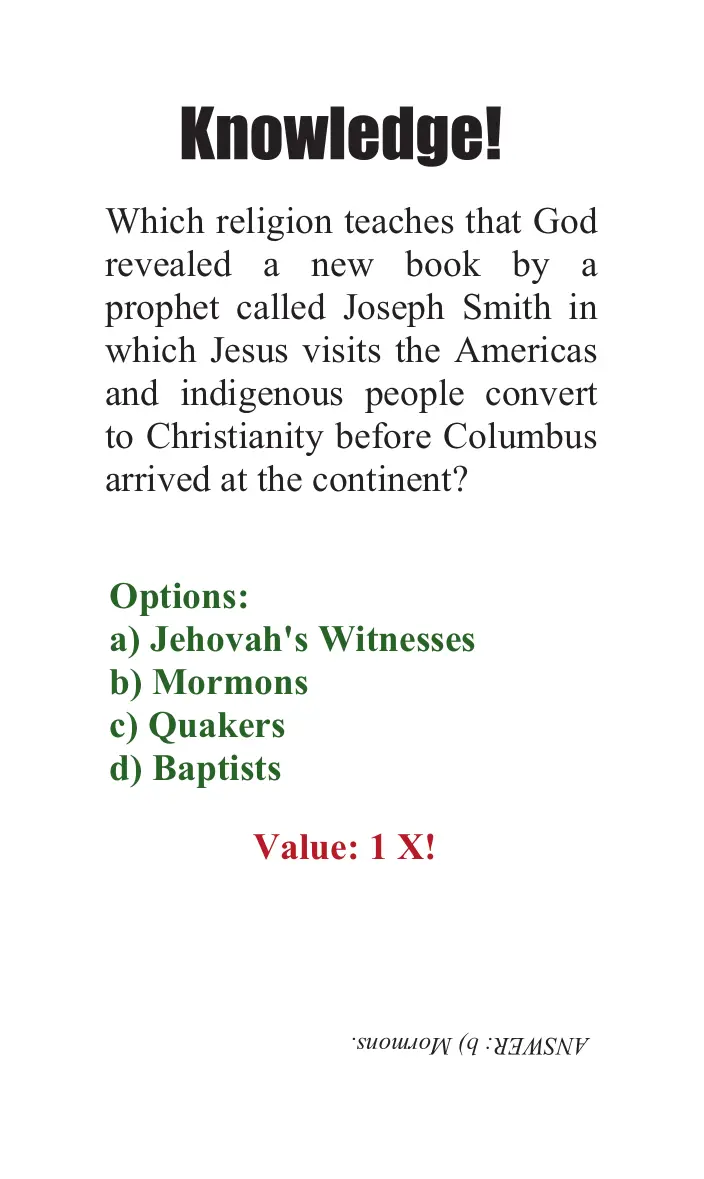 Knowledge!
Which religion teaches that God
revealed a new book by a
prophet called Joseph Smith in
which Jesus visits the Americas
and indigenous people convert
to Christianity before Columbus
arrived at the continent?
Options:
a) Jehovah's Witnesses
b) Mormons
c) Quakers
d) Baptists
Value: 1 X!
ANSWER: b) Mormons.